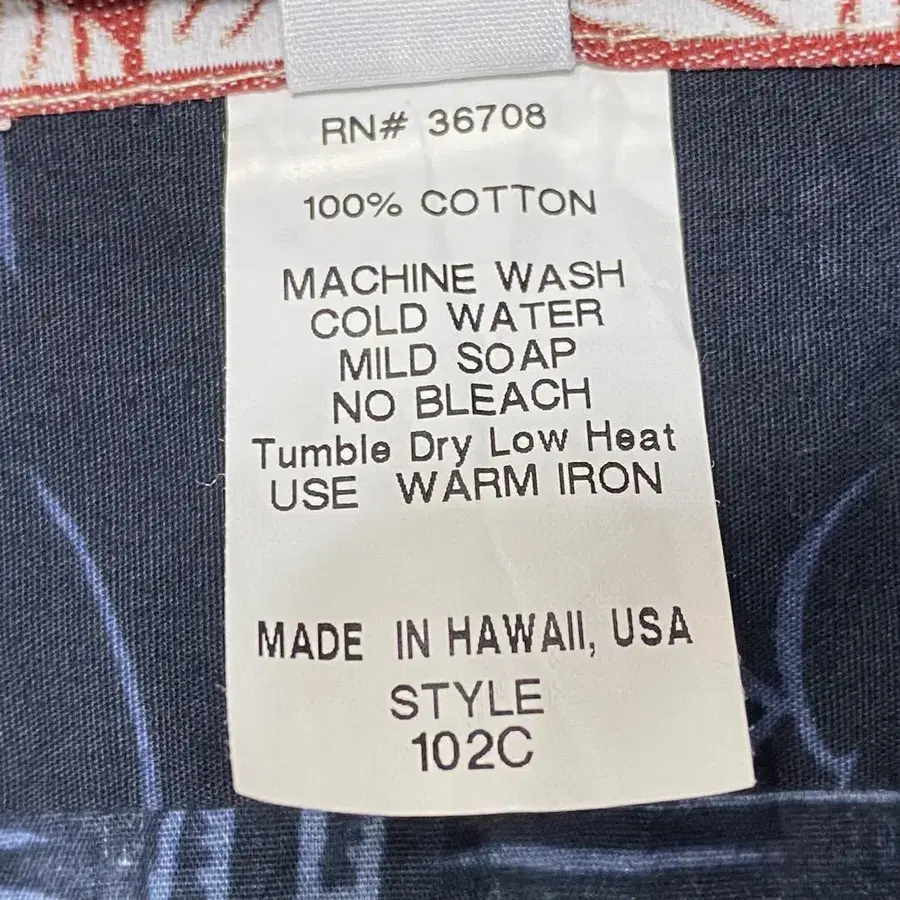 RN# 36708
100% COTTON
MACHINE WASH
COLD WATER
MILD SOAP
NO BLEACH
Tumble Dry Low Heat
USE WARM IRON
MADE IN HAWAII, USA
STYLE
102C